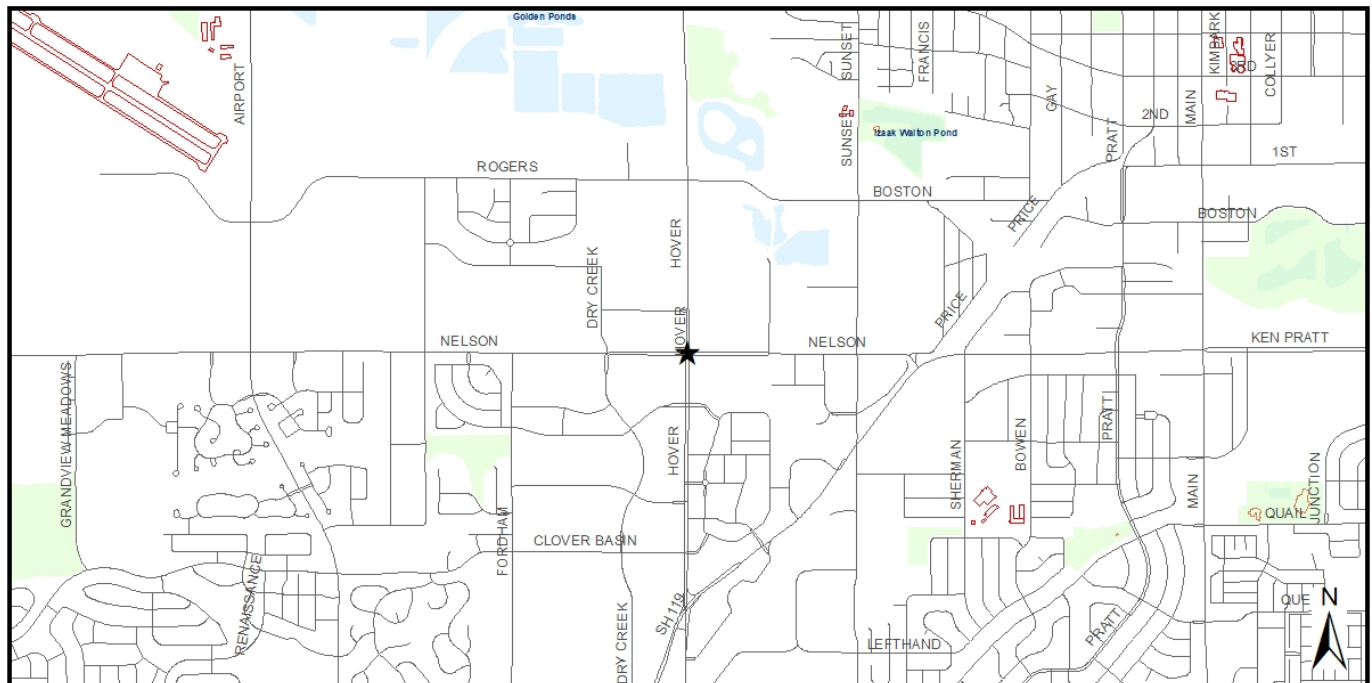 Golden Ponds
SUNSET
FRANCIS
KIMBARK
COLLYER
3RD
AIRPORT
GAY
MAIN
2ND
PRATT
SUNSET
Izaak Walton Pond
1ST
ROGERS
BOSTON
BOSTON
PRICE
HOVER
DRY CREEK
HOVER
PRICE
NELSON
NELSON
KEN PRATT
GRANDVIEW MEADOWS
HOVER
SHERMAN
BOWEN
PRATT
MAIN
QUAIL
JUNCTION
FORDHAM
CLOVER BASIN
RENAISSANCE
DRY CREEK
SH119
LEFTHAND
PRATT
QUE
N